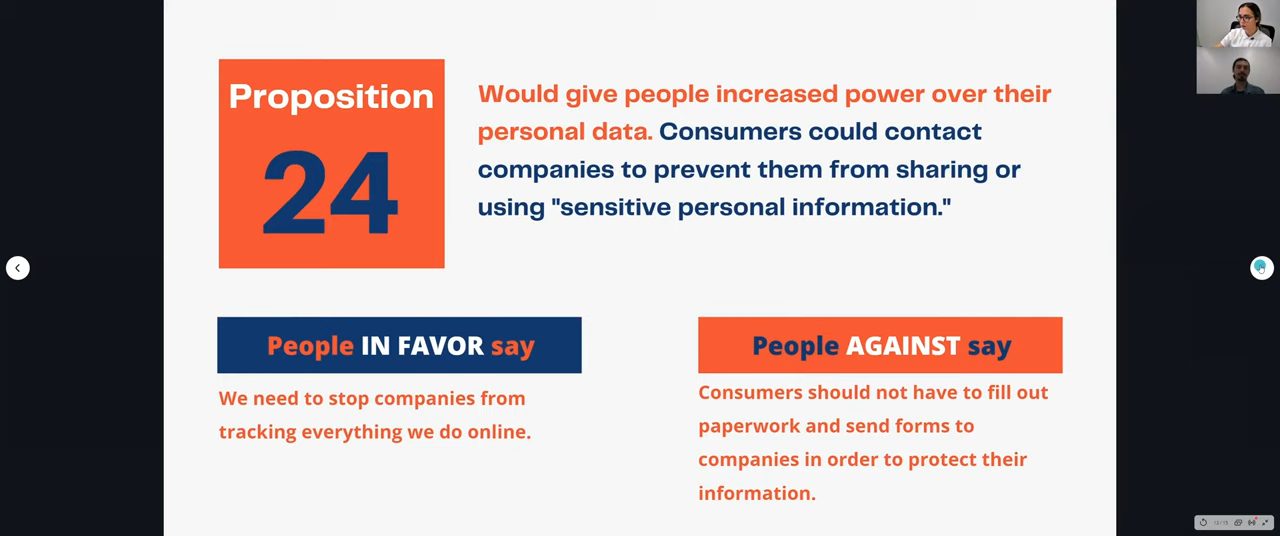 Proposition
24
Would give people increased power over their
personal data. Consumers could contact
companies to prevent them from sharing or
using "sensitive personal information."
People IN FAVOR say
We need to stop companies from
tracking everything we do online.
People AGAINST say
Consumers should not have to fill out
paperwork and send forms to
companies in order to protect their
information.